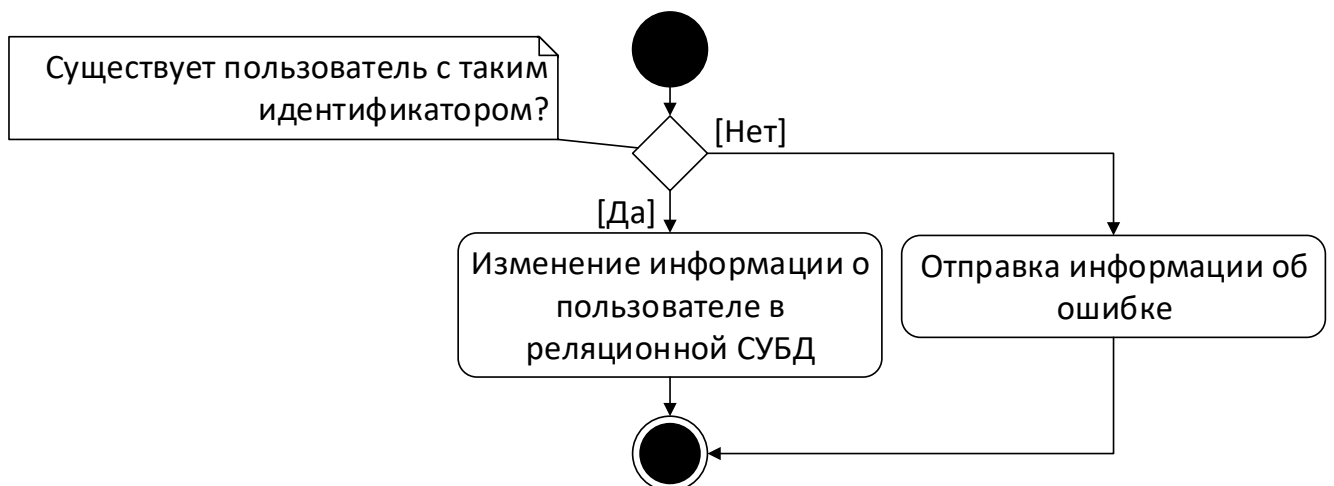 Существует пользователь с таким
идентификатором?
[Нет]
[Да]
Изменение информации о
пользователе в
реляционной СУБД
Отправка информации об
ошибке